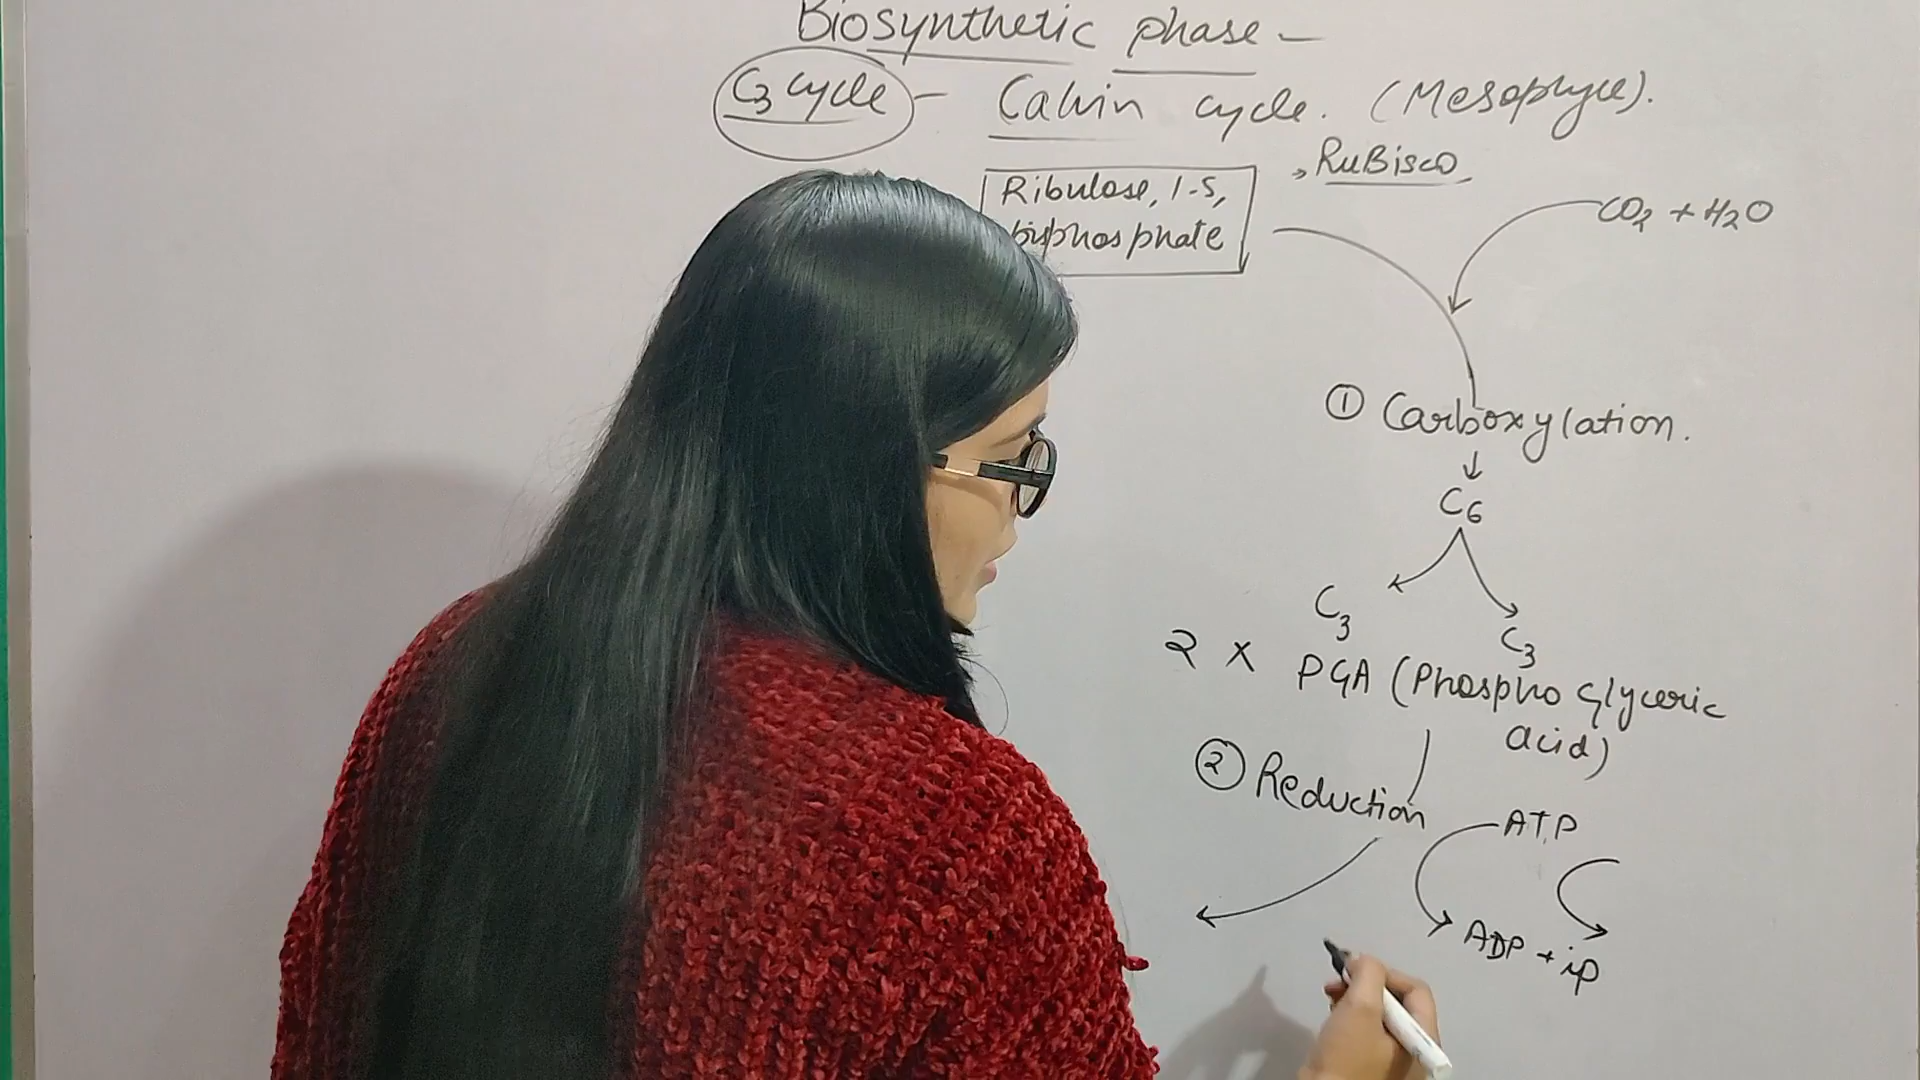 Biosynthetic phase -
C3 cycle - Calvin cycle. (Mesophyll).
RuBisco
Ribulose, 1-5,
bisphosphate
CO2 + H2O
① Carboxylation.
C6
C3
C3
2 x PGA (Phospho Glyceric
acid)
② Reduction
ATP
ADP + ip